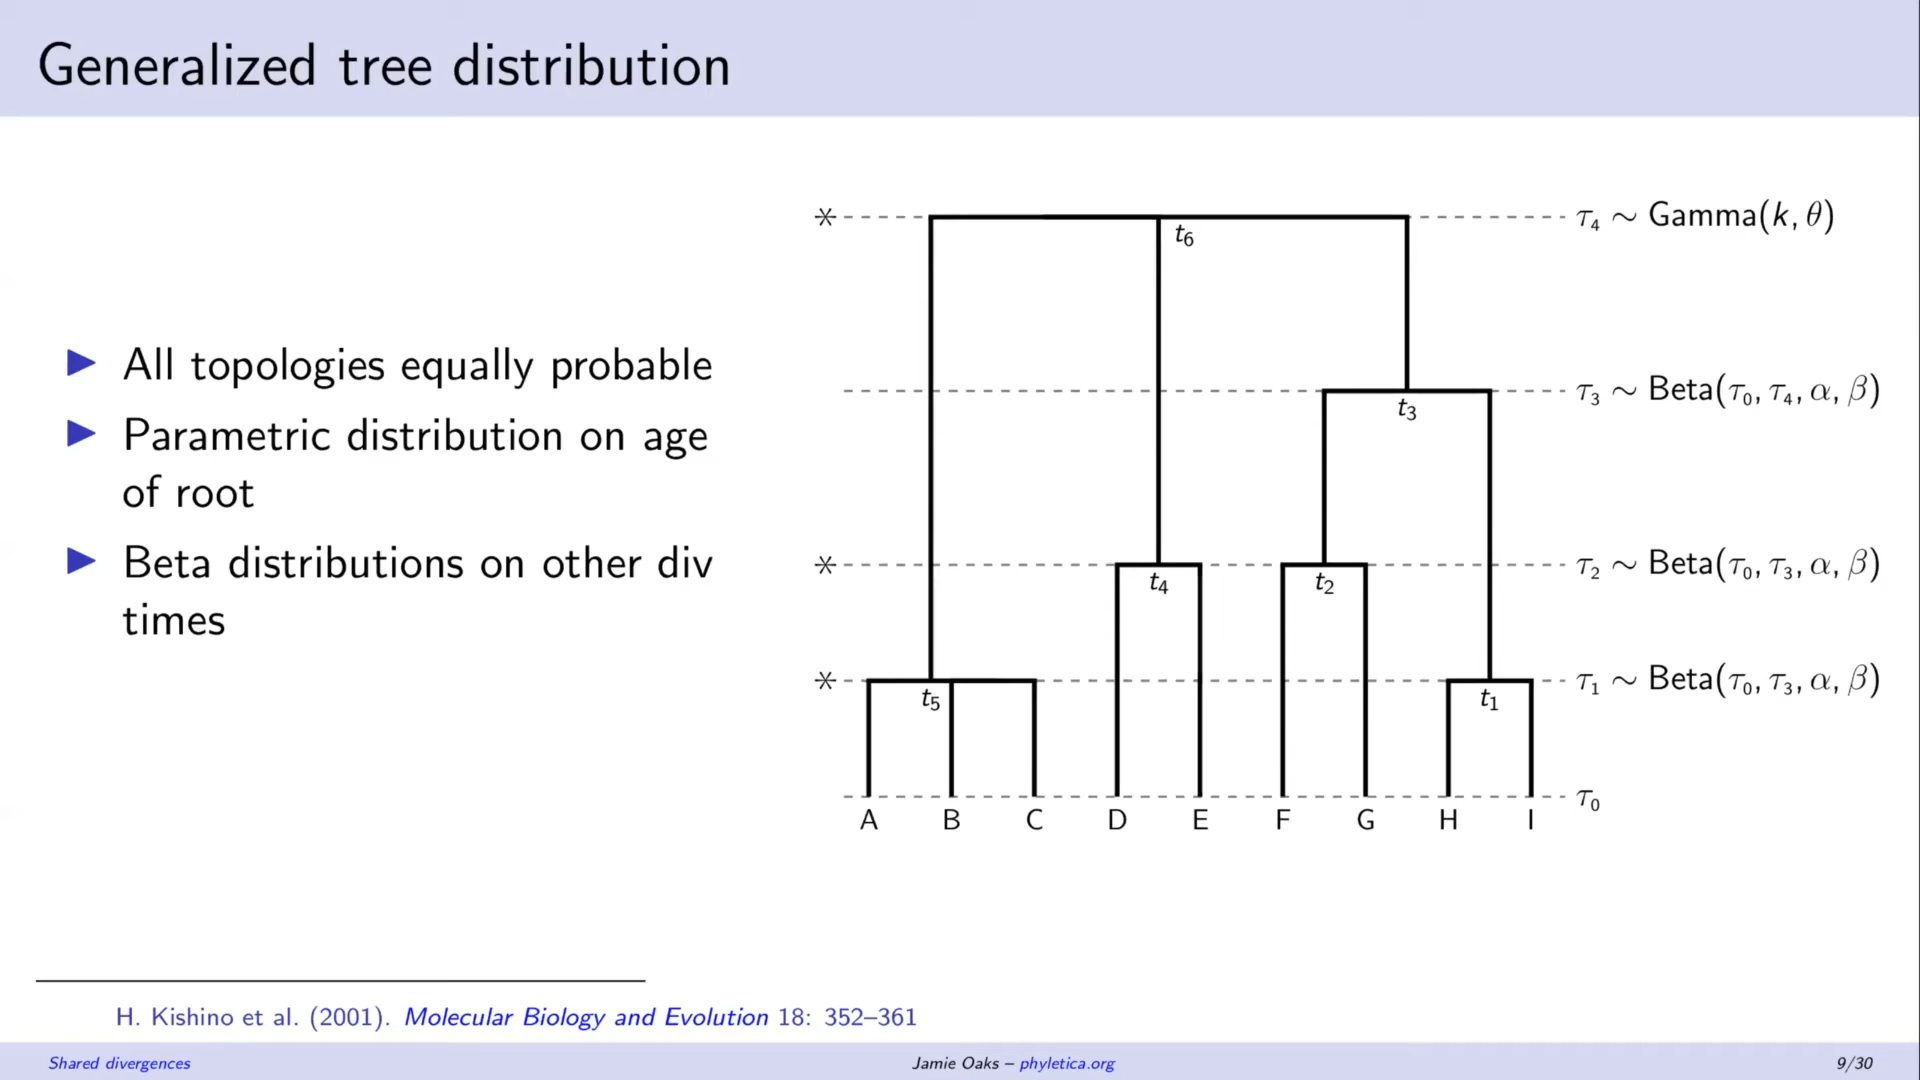 Generalized tree distribution
▶ All topologies equally probable
▶ Parametric distribution on age
of root
▶ Beta distributions on other div
times
* τ₄ ∼ Gamma(k, θ)
t₆
τ₃ ∼ Beta(τ₀, τ₄, α, β)
t₃
* τ₂ ∼ Beta(τ₀, τ₃, α, β)
t₄ t₂
* τ₁ ∼ Beta(τ₀, τ₃, α, β)
t₅ t₁
τ₀
A B C D E F G H I
H. Kishino et al. (2001). Molecular Biology and Evolution 18: 352–361
Shared divergences Jamie Oaks – phyletica.org 9/30